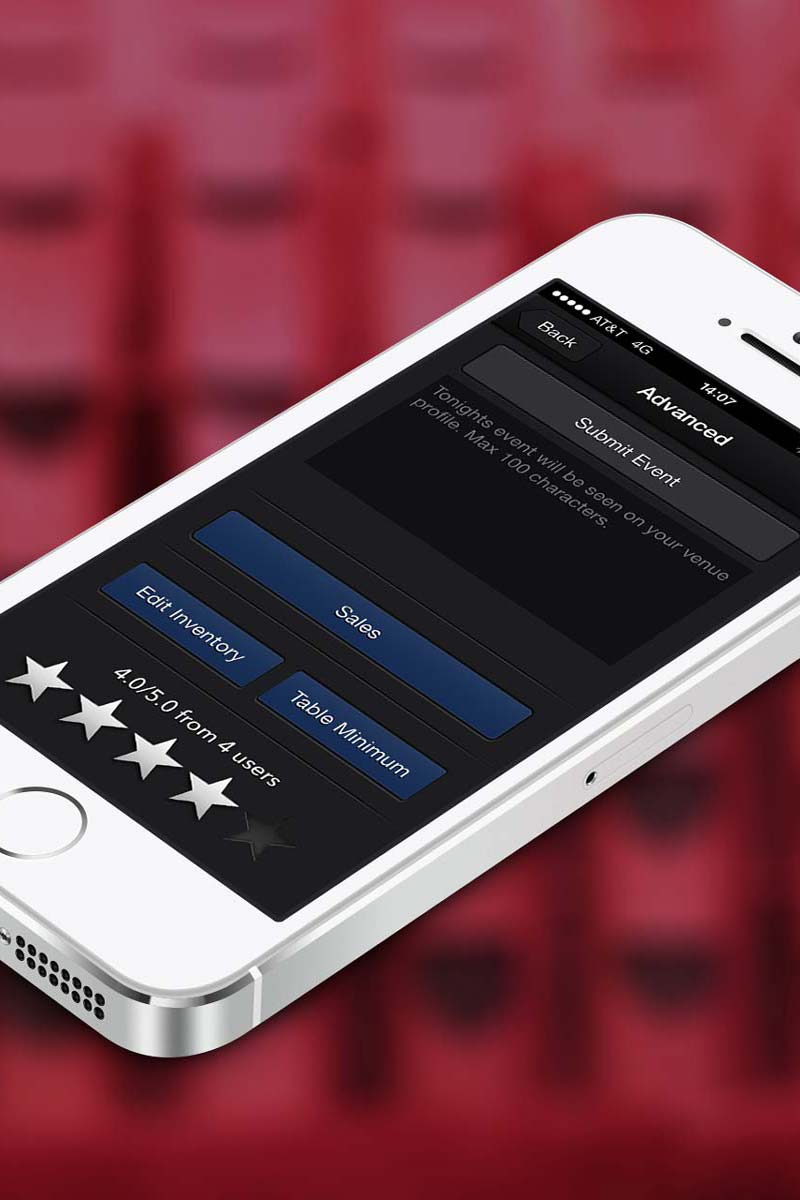 AT&T 4G 14:07
Back
Advanced
Submit Event
Tonights event will be seen on your venue
profile. Max 100 characters.
Sales
Edit Inventory
Table Minimum
4.0/5.0 from 4 users